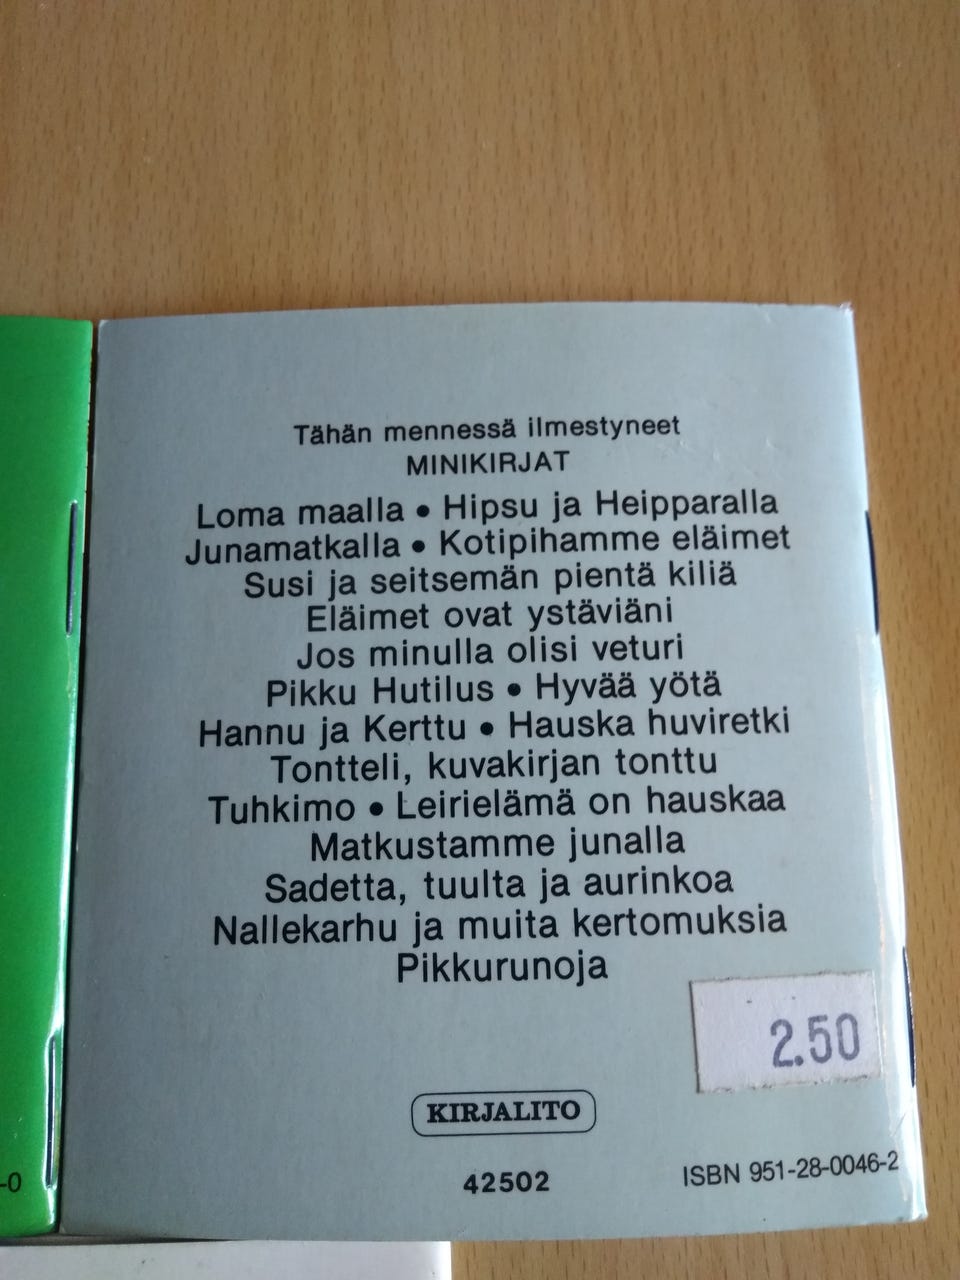 Tähän mennessä ilmestyneet
MINIKIRJAT
Loma maalla • Hipsu ja Heipparalla
Junamatkalla • Kotipihamme eläimet
Susi ja seitsemän pientä kiliä
Eläimet ovat ystäviäni
Jos minulla olisi veturi
Pikku Hutilus • Hyvää yötä
Hannu ja Kerttu • Hauska huviretki
Tontteli, kuvakirjan tonttu
Tuhkimo • Leirielämä on hauskaa
Matkustamme junalla
Sadetta, tuulta ja aurinkoa
Nallekarhu ja muita kertomuksia
Pikkurunoja
2.50
KIRJALITO
42502
ISBN 951-28-0046-2
-0